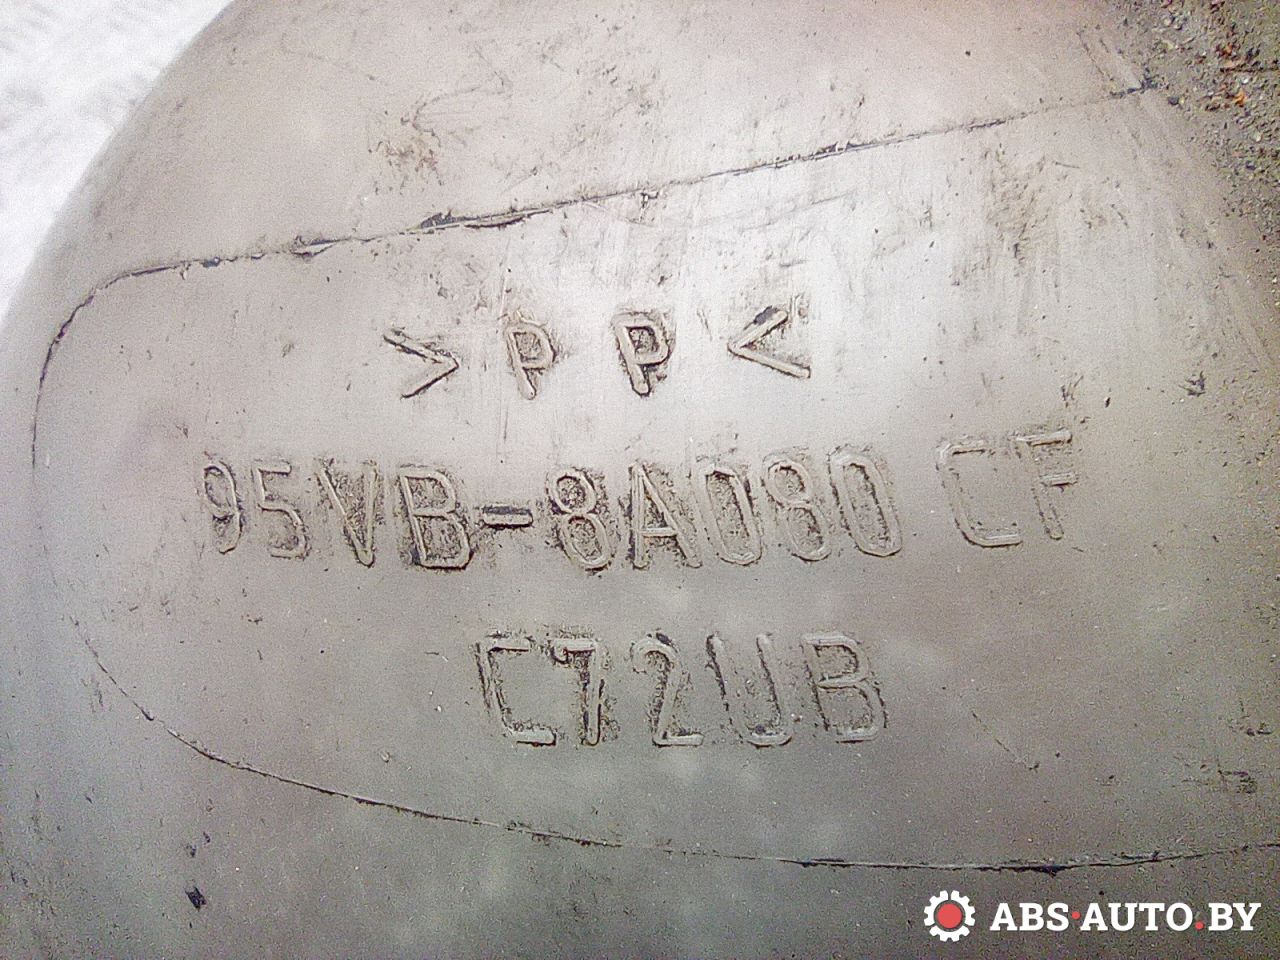 >PP<
95VB-8A080 CF
C72UB
ABS·AUTO.BY